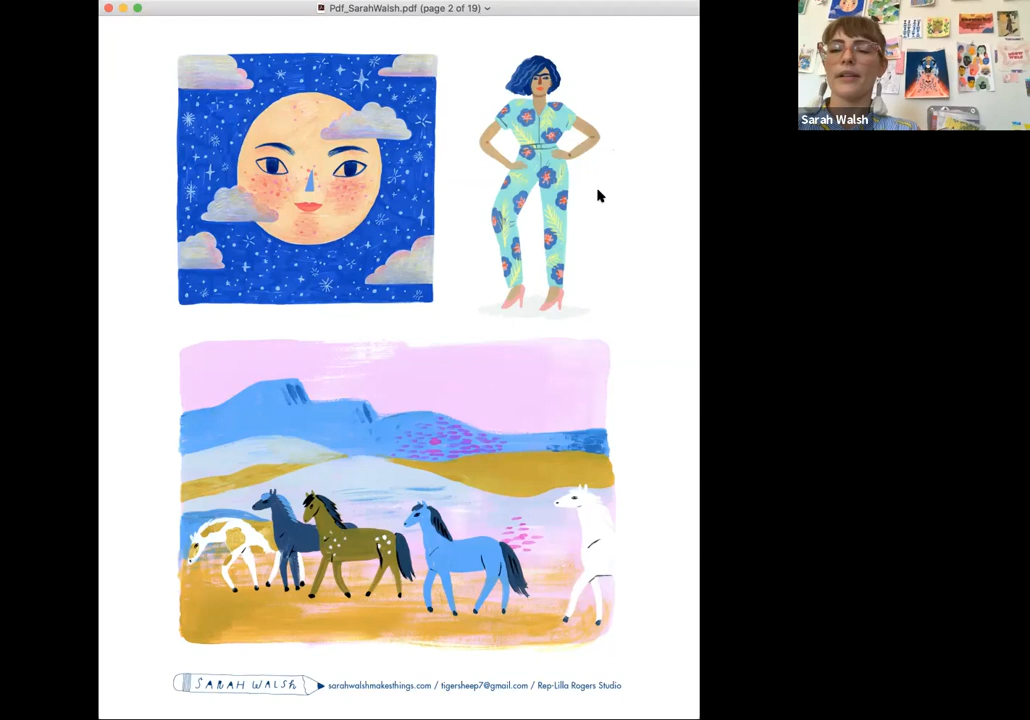 Pdf_SarahWalsh.pdf (page 2 of 19)
Sarah Walsh
SARAH WALSH
sarahwalshmakesthings.com / tigersheep7@gmail.com / Rep-Lilla Rogers Studio